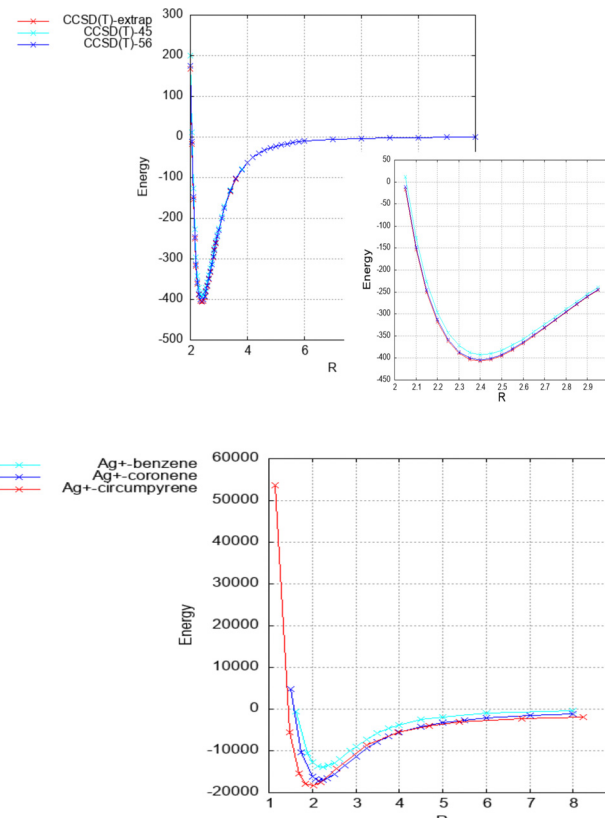 CCSD(T)-extrap
CCSD(T)-45
CCSD(T)-56
300
200
100
0
-100
-200
-300
-400
-500
Energy
2 4 6
R
50
0
-50
-100
-150
-200
-250
-300
-350
-400
-450
Energy
2 2.1 2.2 2.3 2.4 2.5 2.6 2.7 2.8 2.9
R
Ag+-benzene
Ag+-coronene
Ag+-circumpyrene
60000
50000
40000
30000
20000
10000
0
-10000
-20000
Energy
1 2 3 4 5 6 7 8